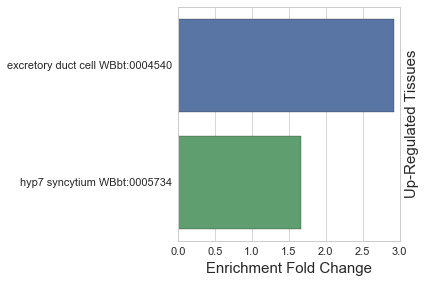 excretory duct cell WBbt:0004540
hyp7 syncytium WBbt:0005734
Up-Regulated Tissues
0.0 0.5 1.0 1.5 2.0 2.5 3.0
Enrichment Fold Change